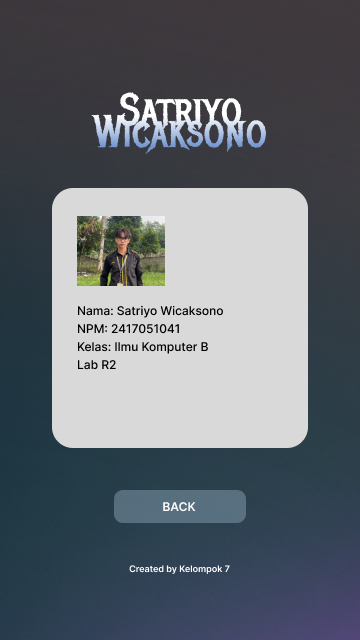 SATRIYO
WICAKSONO
Nama: Satriyo Wicaksono
NPM: 2417051041
Kelas: Ilmu Komputer B
Lab R2
BACK
Created by Kelompok 7